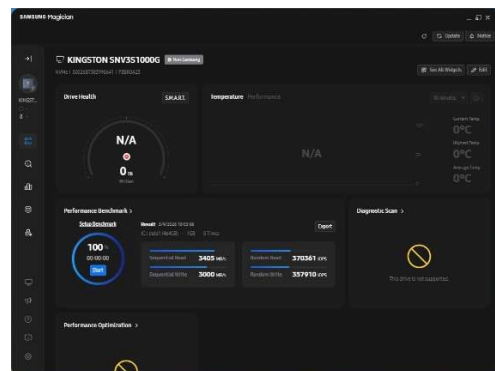 SAMSUNG Magician
Update
Notice
KINGSTON SNV3S1000G
Non-Samsung
See All Widgets
Edit
Drive Health
S.M.A.R.T.
Temperature
Performance
N/A
0 TB
Written
N/A
Current Temp.
0°C
Highest Temp.
0°C
Average Temp.
0°C
Performance Benchmark >
Setup Benchmark
Result
Export
100
00:00:00
Start
Sequential Read 3405 MB/s
Sequential Write 3000 MB/s
Random Read 370361 IOPS
Random Write 357910 IOPS
Diagnostic Scan >
This drive is not supported.
Performance Optimization >